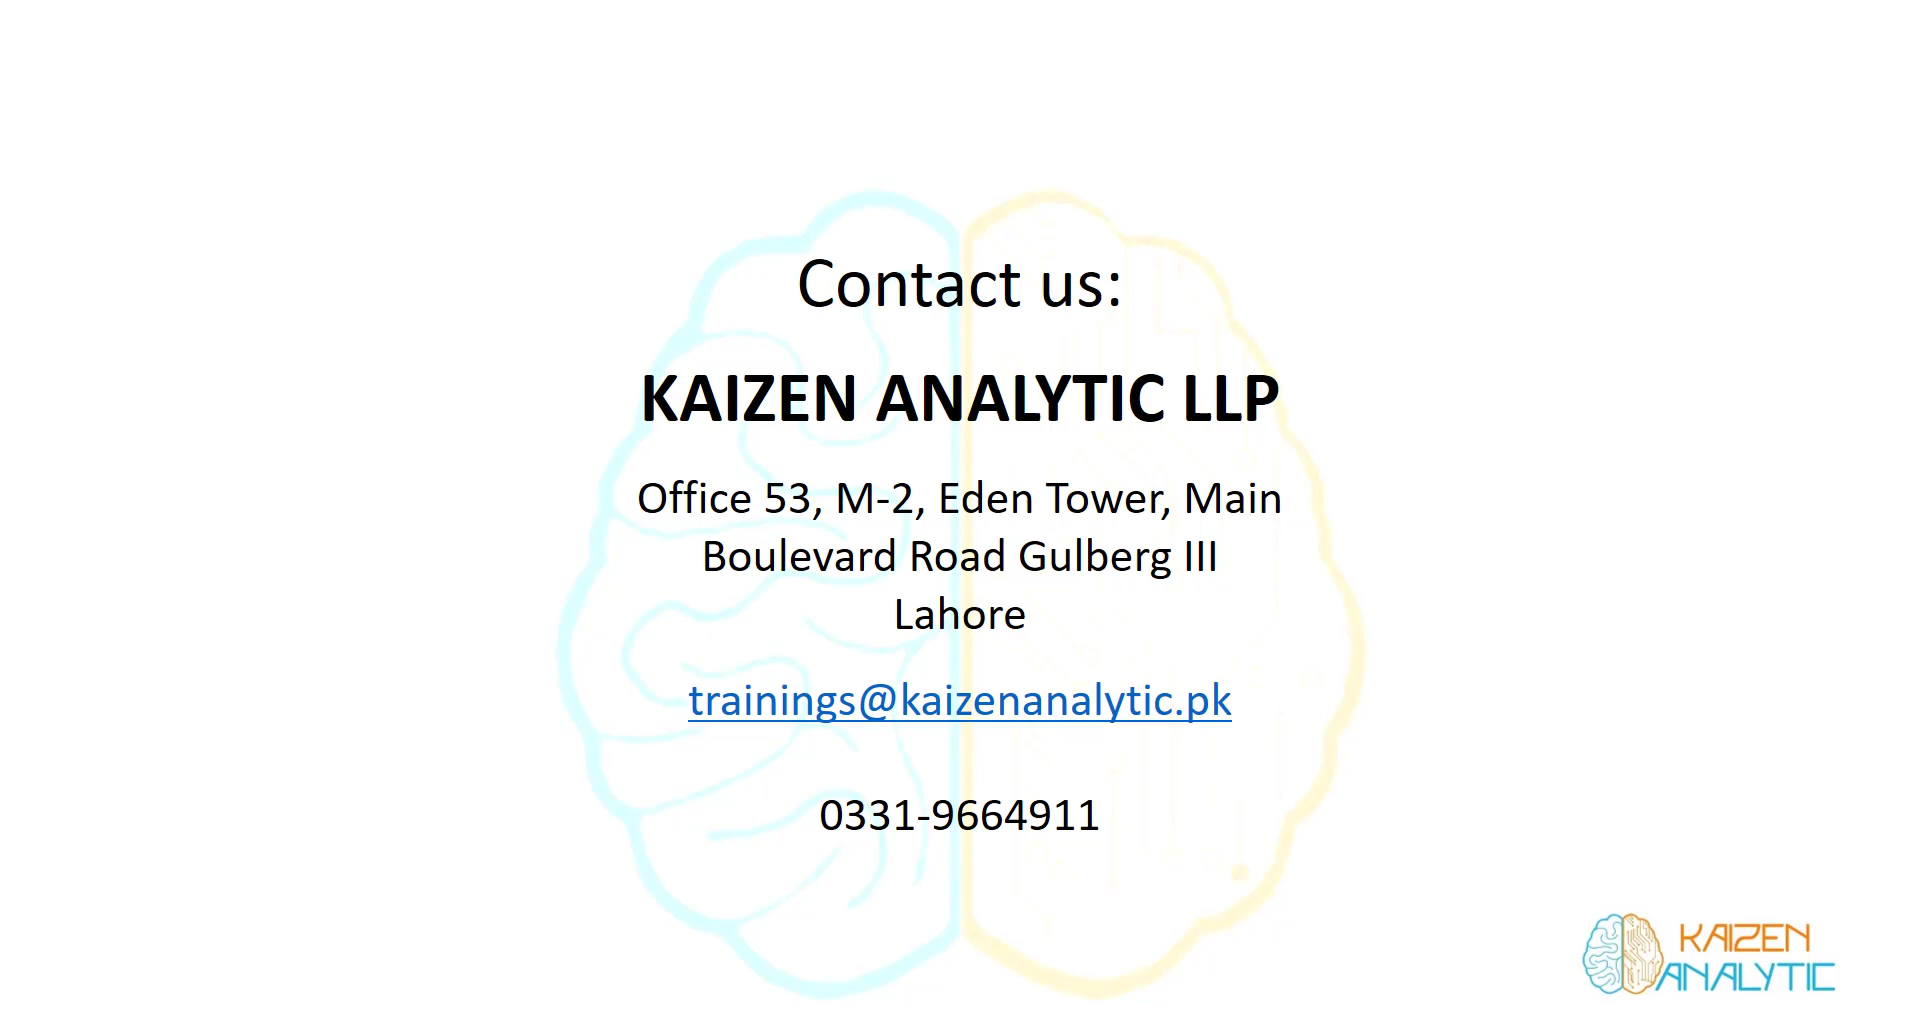 Contact us:
KAIZEN ANALYTIC LLP
Office 53, M-2, Eden Tower, Main
Boulevard Road Gulberg III
Lahore
trainings@kaizenanalytic.pk
0331-9664911
KAIZEN
ANALYTIC